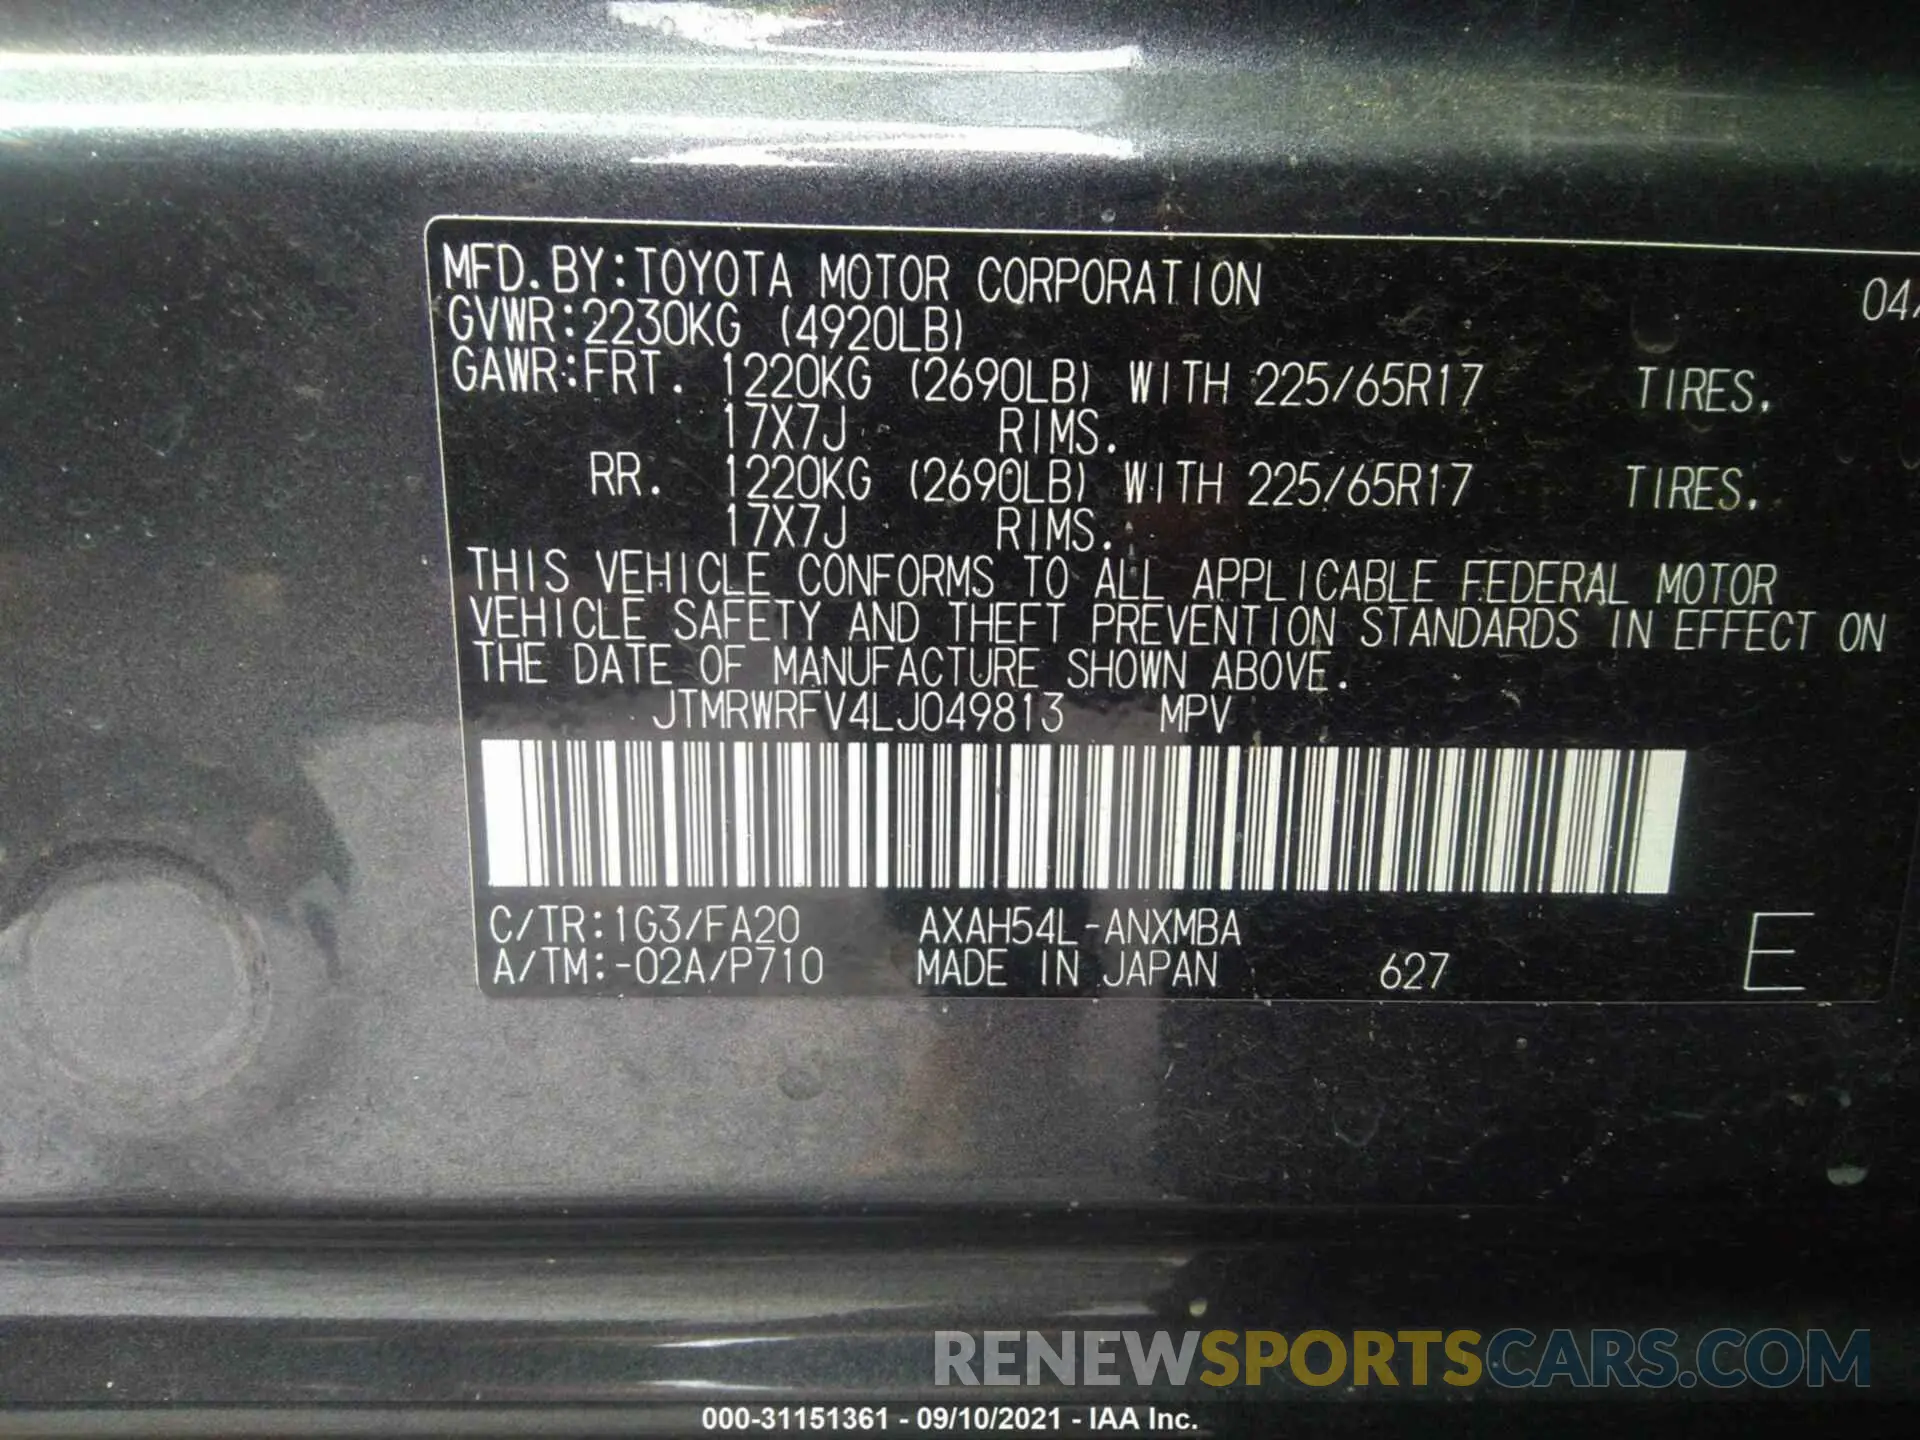 MFD.BY:TOYOTA MOTOR CORPORATION 04/
GVWR:2230KG (4920LB)
GAWR:FRT. 1220KG (2690LB) WITH 225/65R17 TIRES,
17X7J RIMS.
RR. 1220KG (2690LB) WITH 225/65R17 TIRES,
17X7J RIMS.
THIS VEHICLE CONFORMS TO ALL APPLICABLE FEDERAL MOTOR
VEHICLE SAFETY AND THEFT PREVENTION STANDARDS IN EFFECT ON
THE DATE OF MANUFACTURE SHOWN ABOVE.
JTMRWRFV4LJ049813 MPV
C/TR:1G3/FA20 AXAH54L-ANXMBA E
A/TM:-02A/P710 MADE IN JAPAN 627
RENEWSPORTSCARS.COM
000-31151361 - 09/10/2021 - IAA Inc.